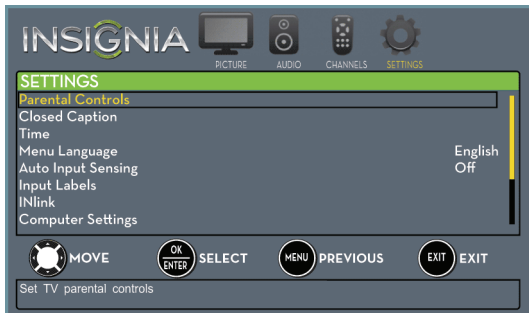 INSIGNIA
PICTURE AUDIO CHANNELS SETTINGS
SETTINGS
Parental Controls
Closed Caption
Time
Menu Language English
Auto Input Sensing Off
Input Labels
INlink
Computer Settings
MOVE OK ENTER SELECT MENU PREVIOUS EXIT EXIT
Set TV parental controls